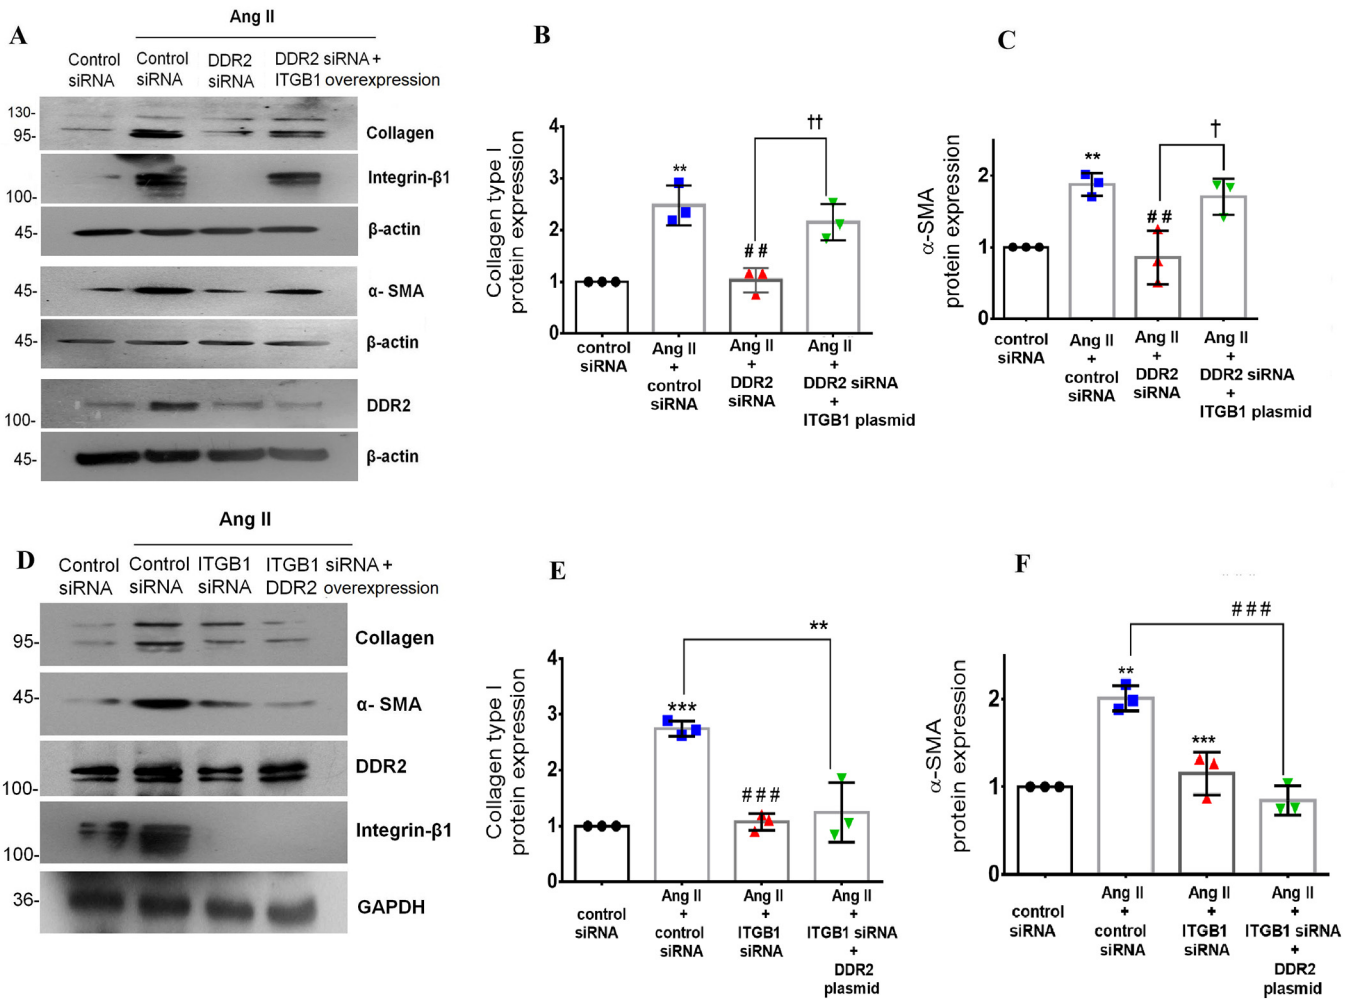 A
Ang II
Control siRNA
Control siRNA
DDR2 siRNA
DDR2 siRNA +
ITGB1 overexpression
130-
95-
Collagen
100-
Integrin-β1
45-
β-actin
45-
α- SMA
45-
β-actin
100-
DDR2
45-
β-actin
B
Collagen type I
protein expression
4
3
2
1
0
**
##
††
control
siRNA
Ang II
+
control
siRNA
Ang II
+
DDR2
siRNA
Ang II
+
DDR2 siRNA
+
ITGB1 plasmid
C
α-SMA
protein expression
2
1
0
**
##
†
control
siRNA
Ang II
+
control
siRNA
Ang II
+
DDR2
siRNA
Ang II
+
DDR2 siRNA
+
ITGB1 plasmid
D
Ang II
Control siRNA
Control siRNA
ITGB1 siRNA
ITGB1 siRNA +
DDR2 overexpression
95-
Collagen
45-
α- SMA
100-
DDR2
100-
Integrin-β1
36-
GAPDH
E
Collagen type I
protein expression
4
3
2
1
0
***
###
**
control
siRNA
Ang II
+
control
siRNA
Ang II
+
ITGB1
siRNA
Ang II
+
ITGB1 siRNA
+
DDR2
plasmid
F
α-SMA
protein expression
2
1
0
**
***
###
control
siRNA
Ang II
+
control
siRNA
Ang II
+
ITGB1
siRNA
Ang II
+
ITGB1 siRNA
+
DDR2
plasmid